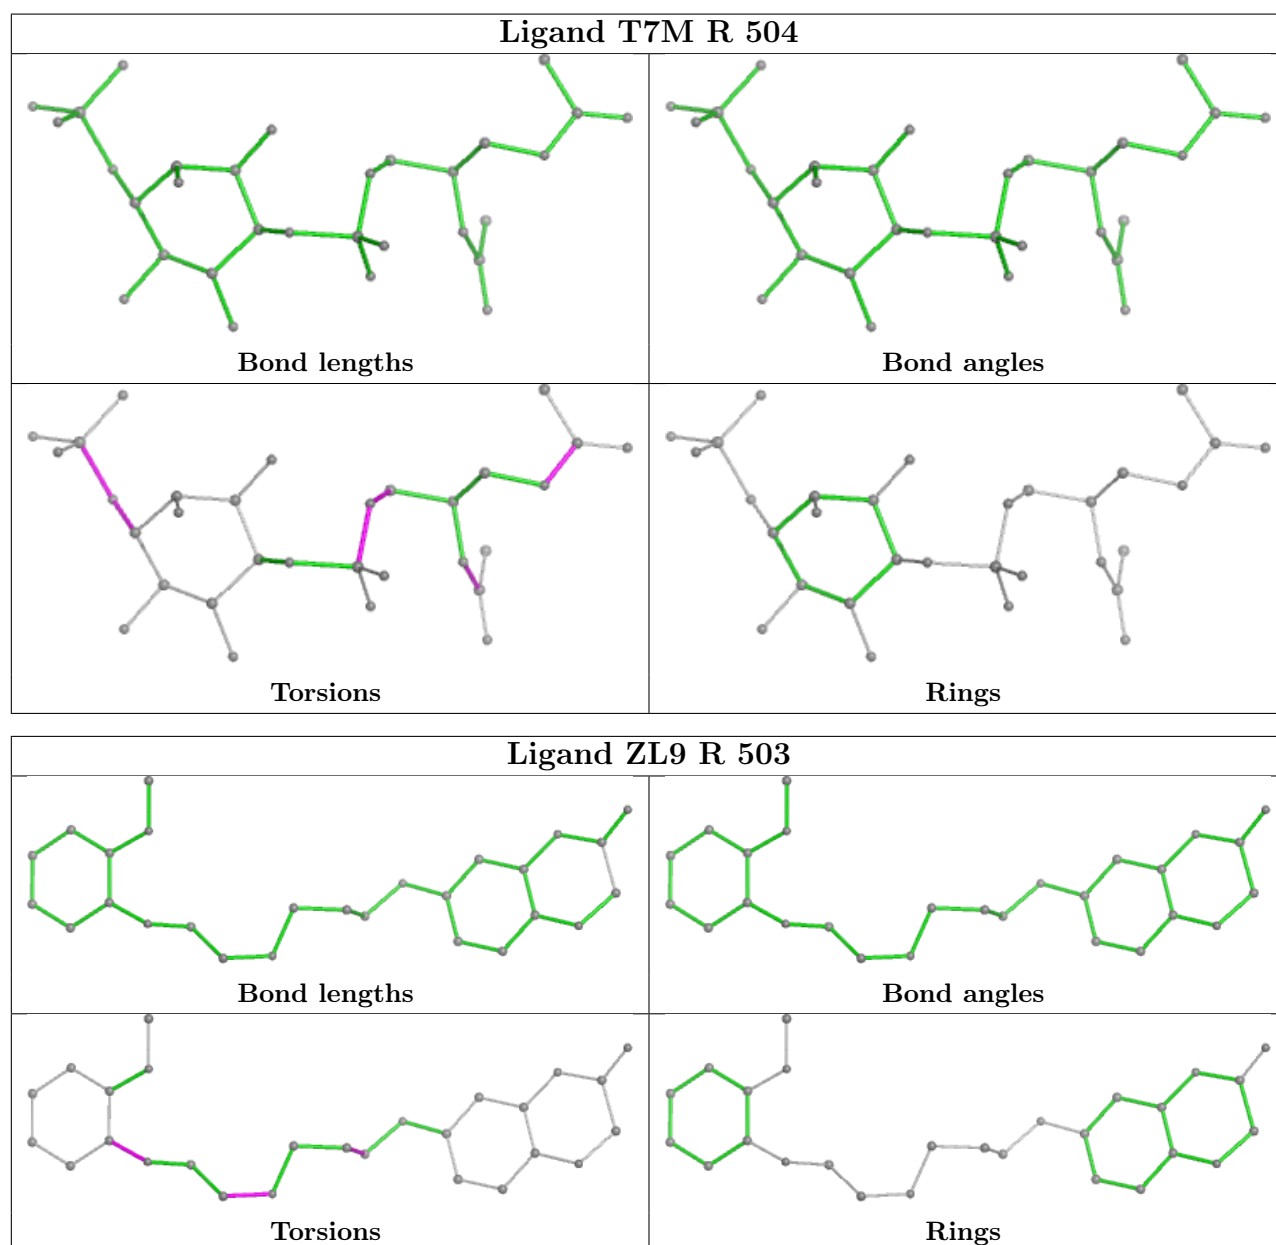 Ligand T7M R 504
Bond lengths
Bond angles
Torsions
Rings
Ligand ZL9 R 503
Bond lengths
Bond angles
Torsions
Rings